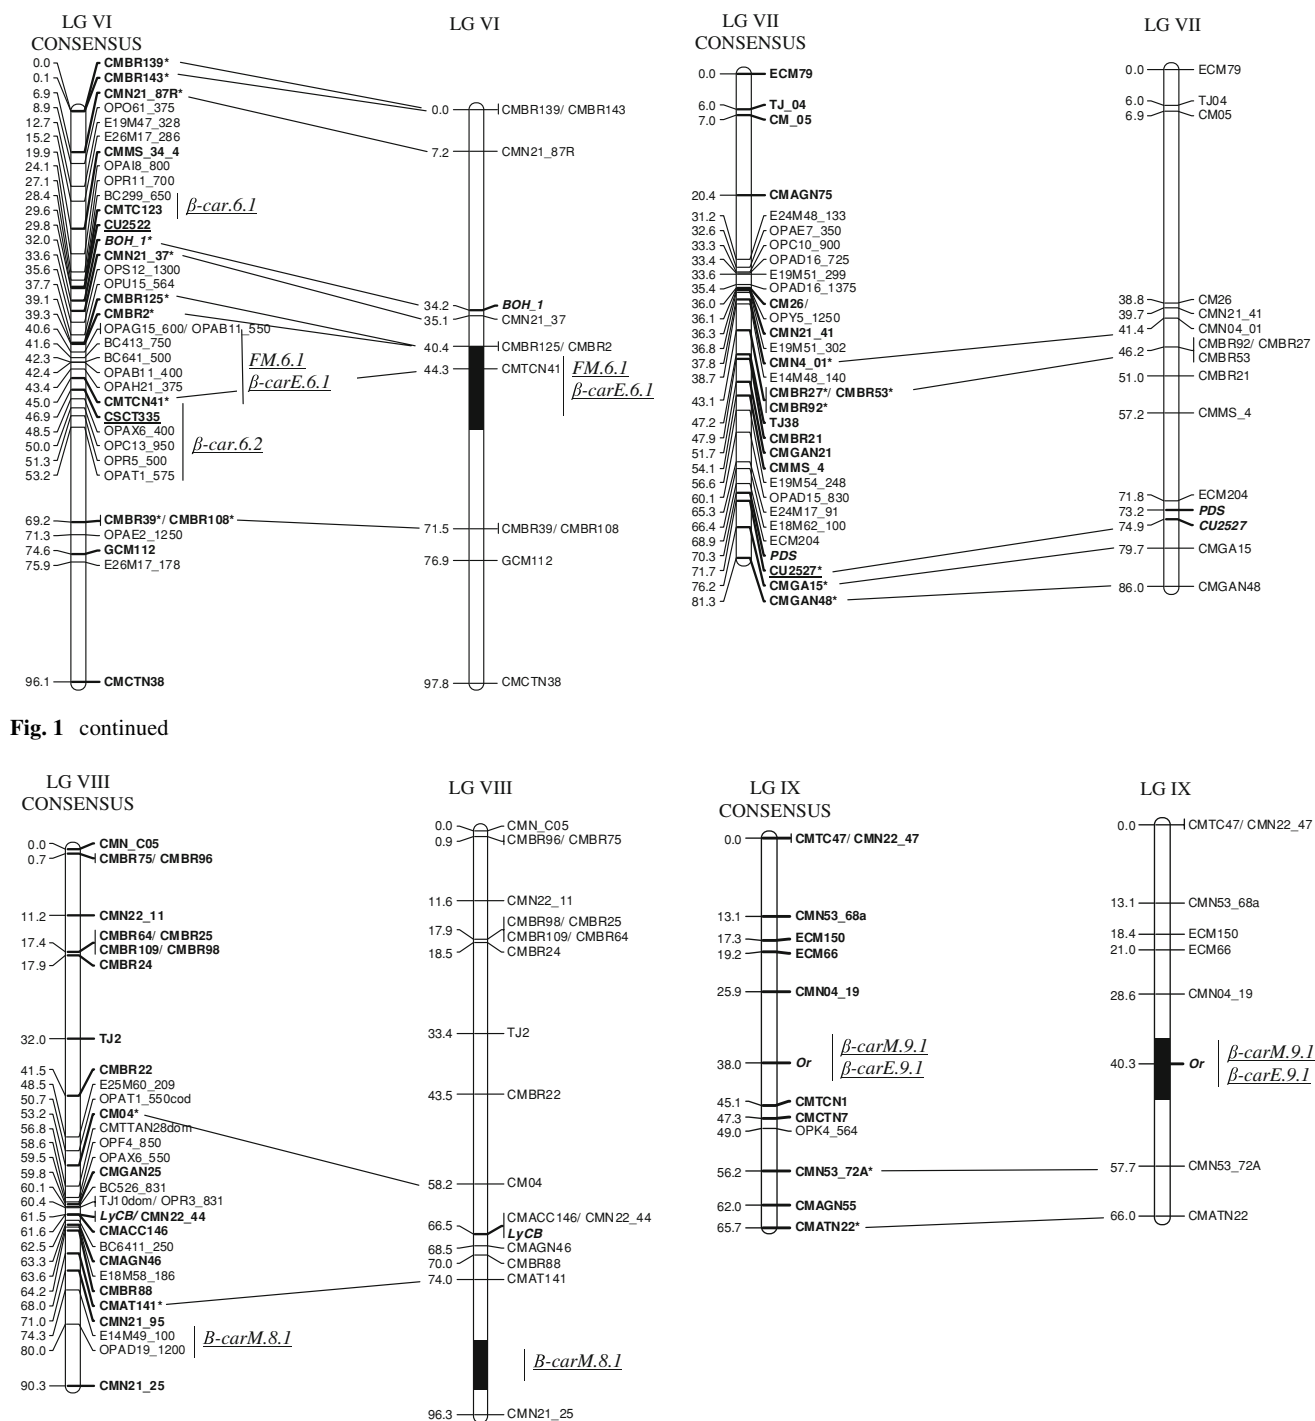 LG VI
CONSENSUS
0.0 CMBR139*
0.1 CMBR143*
6.9 CMN21_87R*
8.9 OPO61_375
12.7 E19M47_328
15.2 E26M17_286
19.9 CMMS_34_4
24.1 OPAI8_800
27.1 OPR11_700
28.4 BC299_650
29.6 CMTC123
29.8 CU2522
32.0 BOH_1*
33.6 CMN21_37*
35.6 OPS12_1300
37.7 OPU15_564
39.1 CMBR125*
39.3 CMBR2*
40.6 OPAG15_600/ OPAB11_550
41.6 BC413_750
42.3 BC641_500
42.4 OPAB11_400
43.4 OPAH21_375
45.0 CMTCN41*
46.9 CSCT335
48.5 OPAX6_400
50.0 OPC13_950
51.3 OPR5_500
53.2 OPAT1_575
69.2 CMBR39*/ CMBR108*
71.3 OPAE2_1250
74.6 GCM112
75.9 E26M17_178
96.1 CMCTN38
β-car.6.1
FM.6.1
β-carE.6.1
β-car.6.2
LG VI
0.0 CMBR139/ CMBR143
7.2 CMN21_87R
34.2 BOH_1
35.1 CMN21_37
40.4 CMBR125/ CMBR2
44.3 CMTCN41
71.5 CMBR39/ CMBR108
76.9 GCM112
97.8 CMCTN38
FM.6.1
β-carE.6.1
LG VII
CONSENSUS
0.0 ECM79
6.0 TJ_04
7.0 CM_05
20.4 CMAGN75
31.2 E24M48_133
32.6 OPAE7_350
33.3 OPC10_900
33.4 OPAD16_725
33.6 E19M51_299
35.4 OPAD16_1375
36.0 CM26/
36.1 OPY5_1250
36.3 CMN21_41
36.8 E19M51_302
37.8 CMN4_01*
38.7 E14M48_140
43.1 CMBR27*/ CMBR53*
CMBR92*
47.2 TJ38
47.9 CMBR21
51.7 CMGAN21
54.1 CMMS_4
56.6 E19M54_248
60.1 OPAD15_830
65.3 E24M17_91
66.4 E18M62_100
68.9 ECM204
70.3 PDS
71.7 CU2527*
76.2 CMGA15*
81.3 CMGAN48*
LG VII
0.0 ECM79
6.0 TJ04
6.9 CM05
38.8 CM26
39.7 CMN21_41
41.4 CMN04_01
46.2 CMBR92/ CMBR27
CMBR53
51.0 CMBR21
57.2 CMMS_4
71.8 ECM204
73.2 PDS
74.9 CU2527
79.7 CMGA15
86.0 CMGAN48
Fig. 1 continued
LG VIII
CONSENSUS
0.0 CMN_C05
0.7 CMBR75/ CMBR96
11.2 CMN22_11
17.4 CMBR64/ CMBR25
CMBR109/ CMBR98
17.9 CMBR24
32.0 TJ2
41.5 CMBR22
48.5 E25M60_209
50.7 OPAT1_550cod
53.2 CM04*
56.8 CMTTAN28dom
58.6 OPF4_850
59.5 OPAX6_550
59.8 CMGAN25
60.1 BC526_831
60.4 TJ10dom/ OPR3_831
61.5 LyCB/ CMN22_44
61.6 CMACC146
62.5 BC6411_250
63.3 CMAGN46
63.6 E18M58_186
64.2 CMBR88
68.0 CMAT141*
71.0 CMN21_95
74.3 E14M49_100
80.0 OPAD19_1200
90.3 CMN21_25
B-carM.8.1
LG VIII
0.0 CMN_C05
0.9 CMBR96/ CMBR75
11.6 CMN22_11
17.9 CMBR98/ CMBR25
CMBR109/ CMBR64
18.5 CMBR24
33.4 TJ2
43.5 CMBR22
58.2 CM04
66.5 CMACC146/ CMN22_44
LyCB
68.5 CMAGN46
70.0 CMBR88
74.0 CMAT141
96.3 CMN21_25
B-carM.8.1
LG IX
CONSENSUS
0.0 CMTC47/ CMN22_47
13.1 CMN53_68a
17.3 ECM150
19.2 ECM66
25.9 CMN04_19
38.0 Or
45.1 CMTCN1
47.3 CMCTN7
49.0 OPK4_564
56.2 CMN53_72A*
62.0 CMAGN55
65.7 CMATN22*
β-carM.9.1
β-carE.9.1
LG IX
0.0 CMTC47/ CMN22_47
13.1 CMN53_68a
18.4 ECM150
21.0 ECM66
28.6 CMN04_19
40.3 Or
57.7 CMN53_72A
66.0 CMATN22
β-carM.9.1
β-carE.9.1